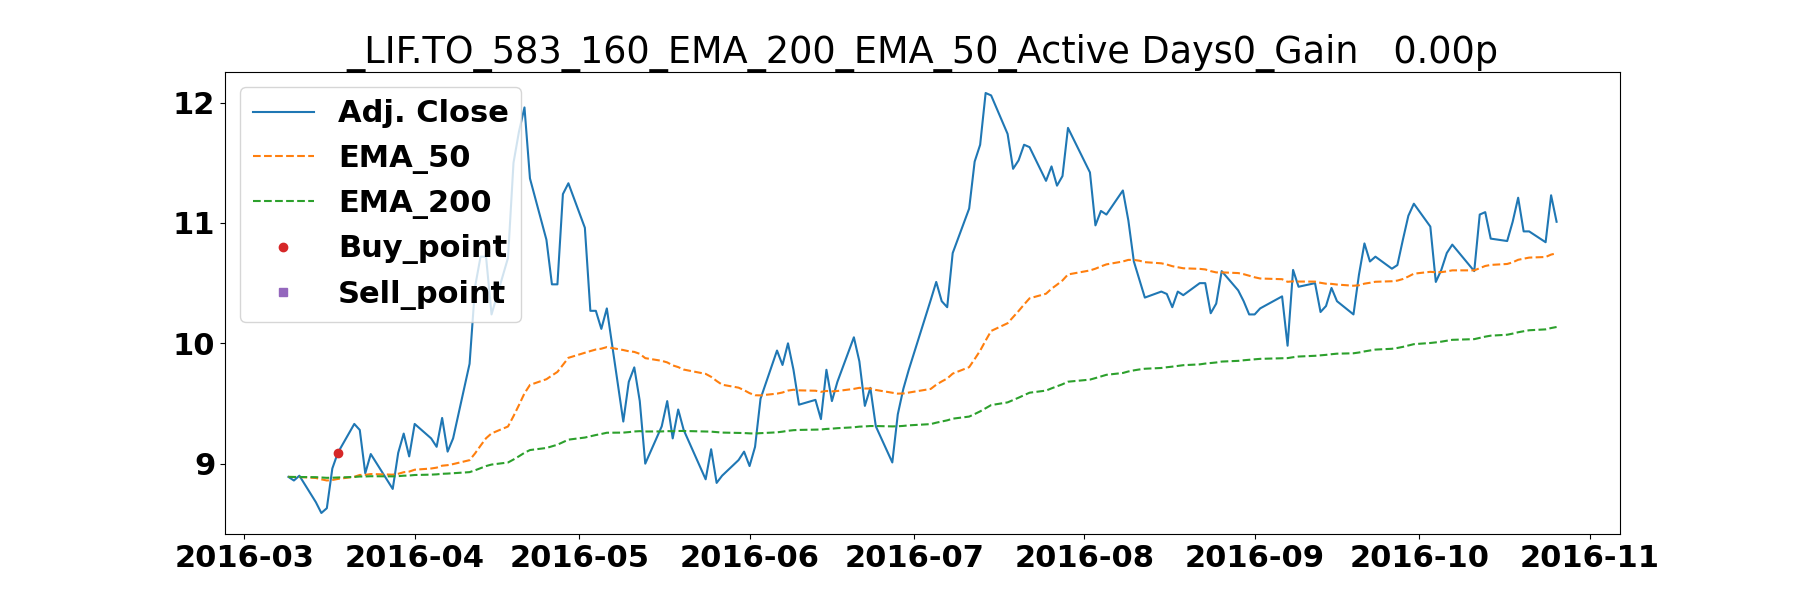 _LIF.TO_583_160_EMA_200_EMA_50_Active Days0_Gain   0.00p
12
11
10
9
Adj. Close
EMA_50
EMA_200
Buy_point
Sell_point
2016-03 2016-04 2016-05 2016-06 2016-07 2016-08 2016-09 2016-10 2016-11